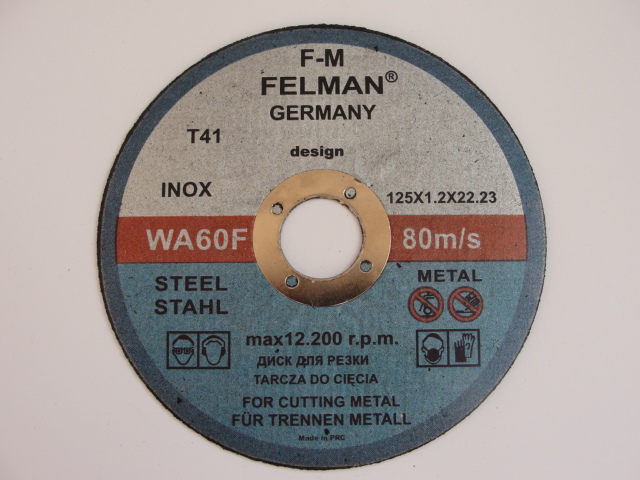 F-M
FELMAN®
GERMANY
T41
design
INOX
125X1.2X22.23
WA60F
80m/s
STEEL
STAHL
METAL
max12.200 r.p.m.
ДИСК ДЛЯ РЕЗКИ
TARCZA DO CIĘCIA
FOR CUTTING METAL
FÜR TRENNEN METALL
Made in PRC